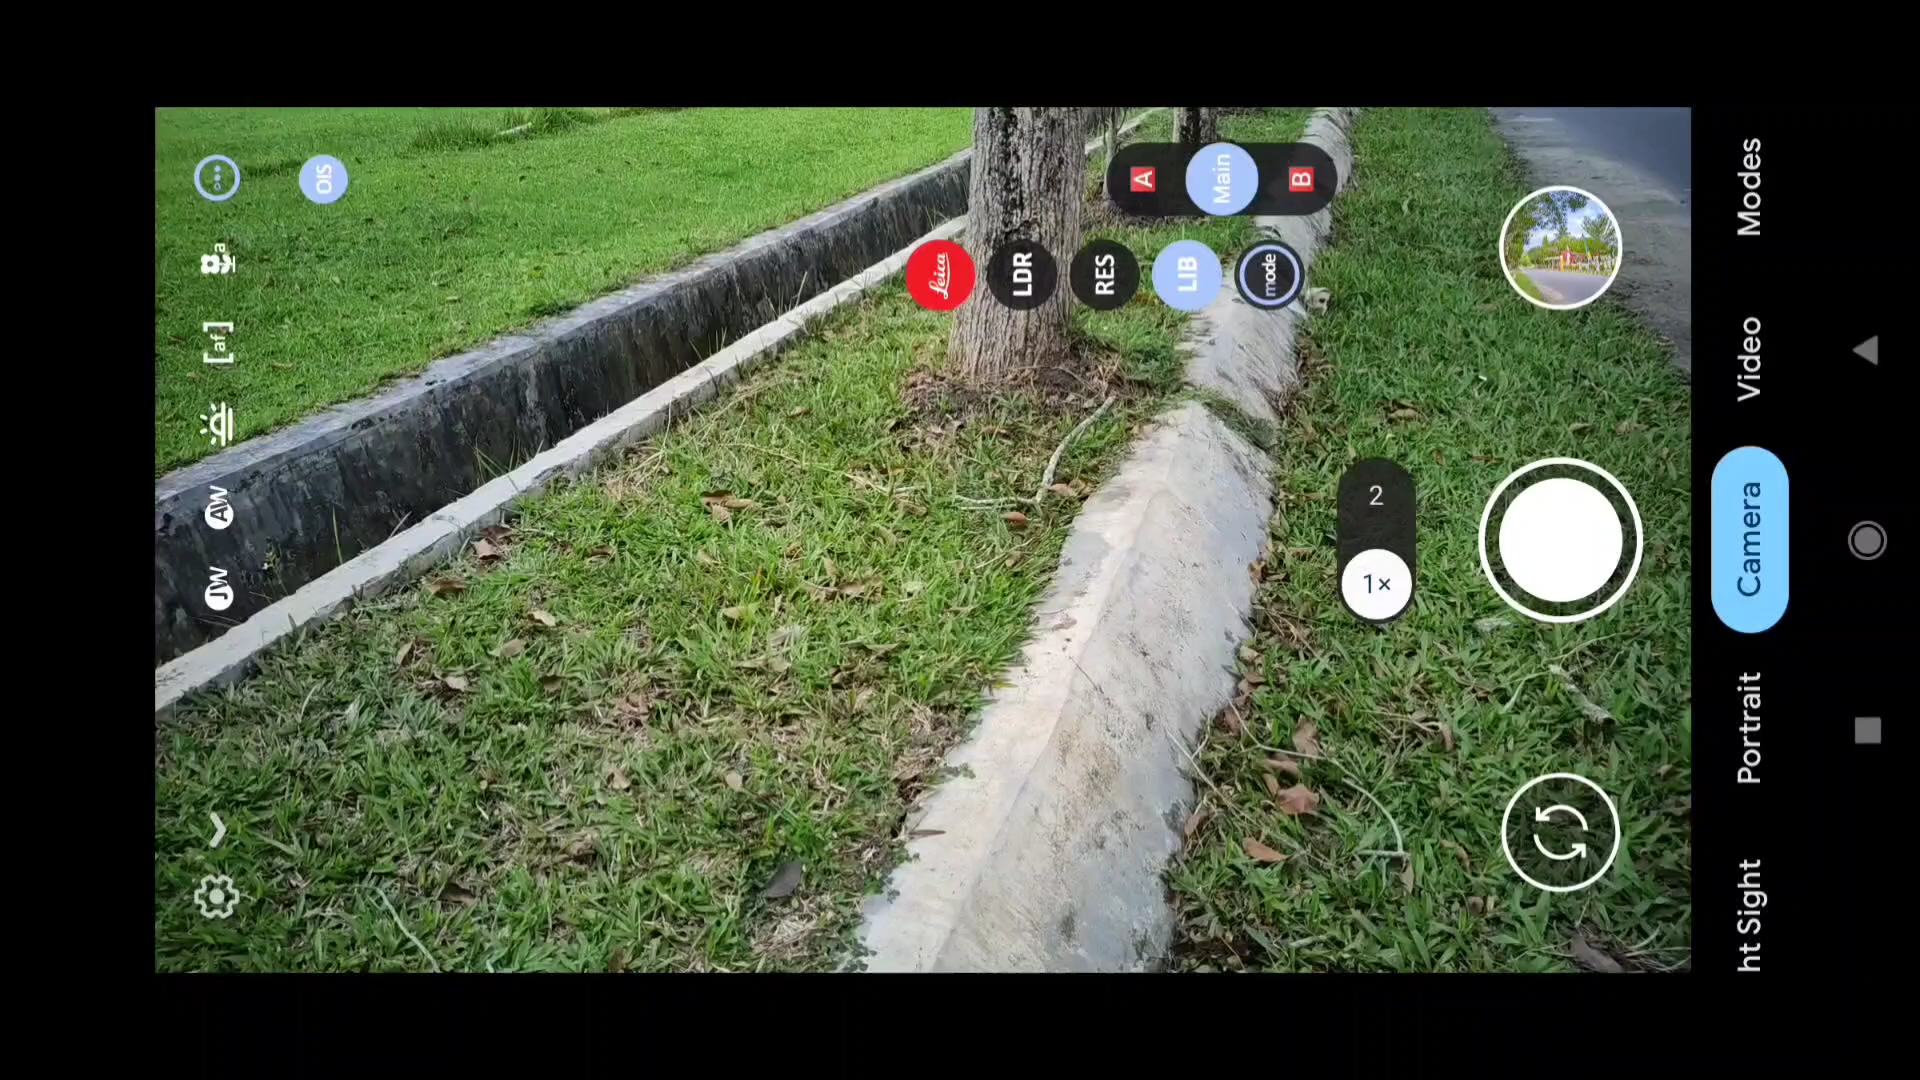 OIS
a
[af]
AW
JW
A
Main
B
Leica
LDR
RES
LIB
mode
2
1×
Modes
Video
Camera
Portrait
ht Sight